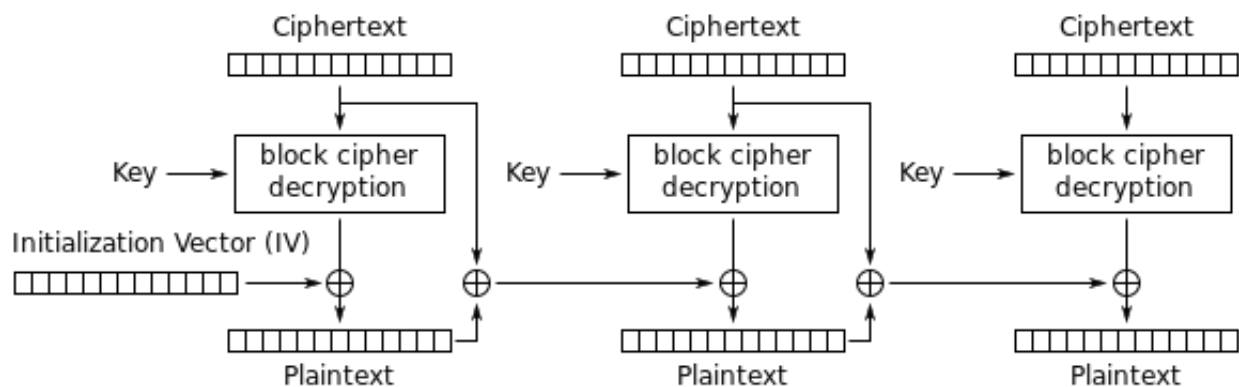 Ciphertext
Ciphertext
Ciphertext
Key
block cipher
decryption
Key
block cipher
decryption
Key
block cipher
decryption
Initialization Vector (IV)
Plaintext
Plaintext
Plaintext